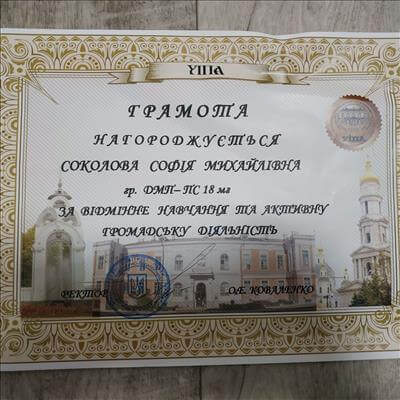 УІПА
ГРАМОТА
НАГОРОДЖУЄТЬСЯ
СОКОЛОВА СОФІЯ МИХАЙЛІВНА
гр. ДМП-ПС 18 мг
ЗА ВІДМІННЕ НАВЧАННЯ ТА АКТИВНУ
ГРОМАДСЬКУ ДІЯЛЬНІСТЬ
РЕКТОР О.Е. КОВАЛЕНКО